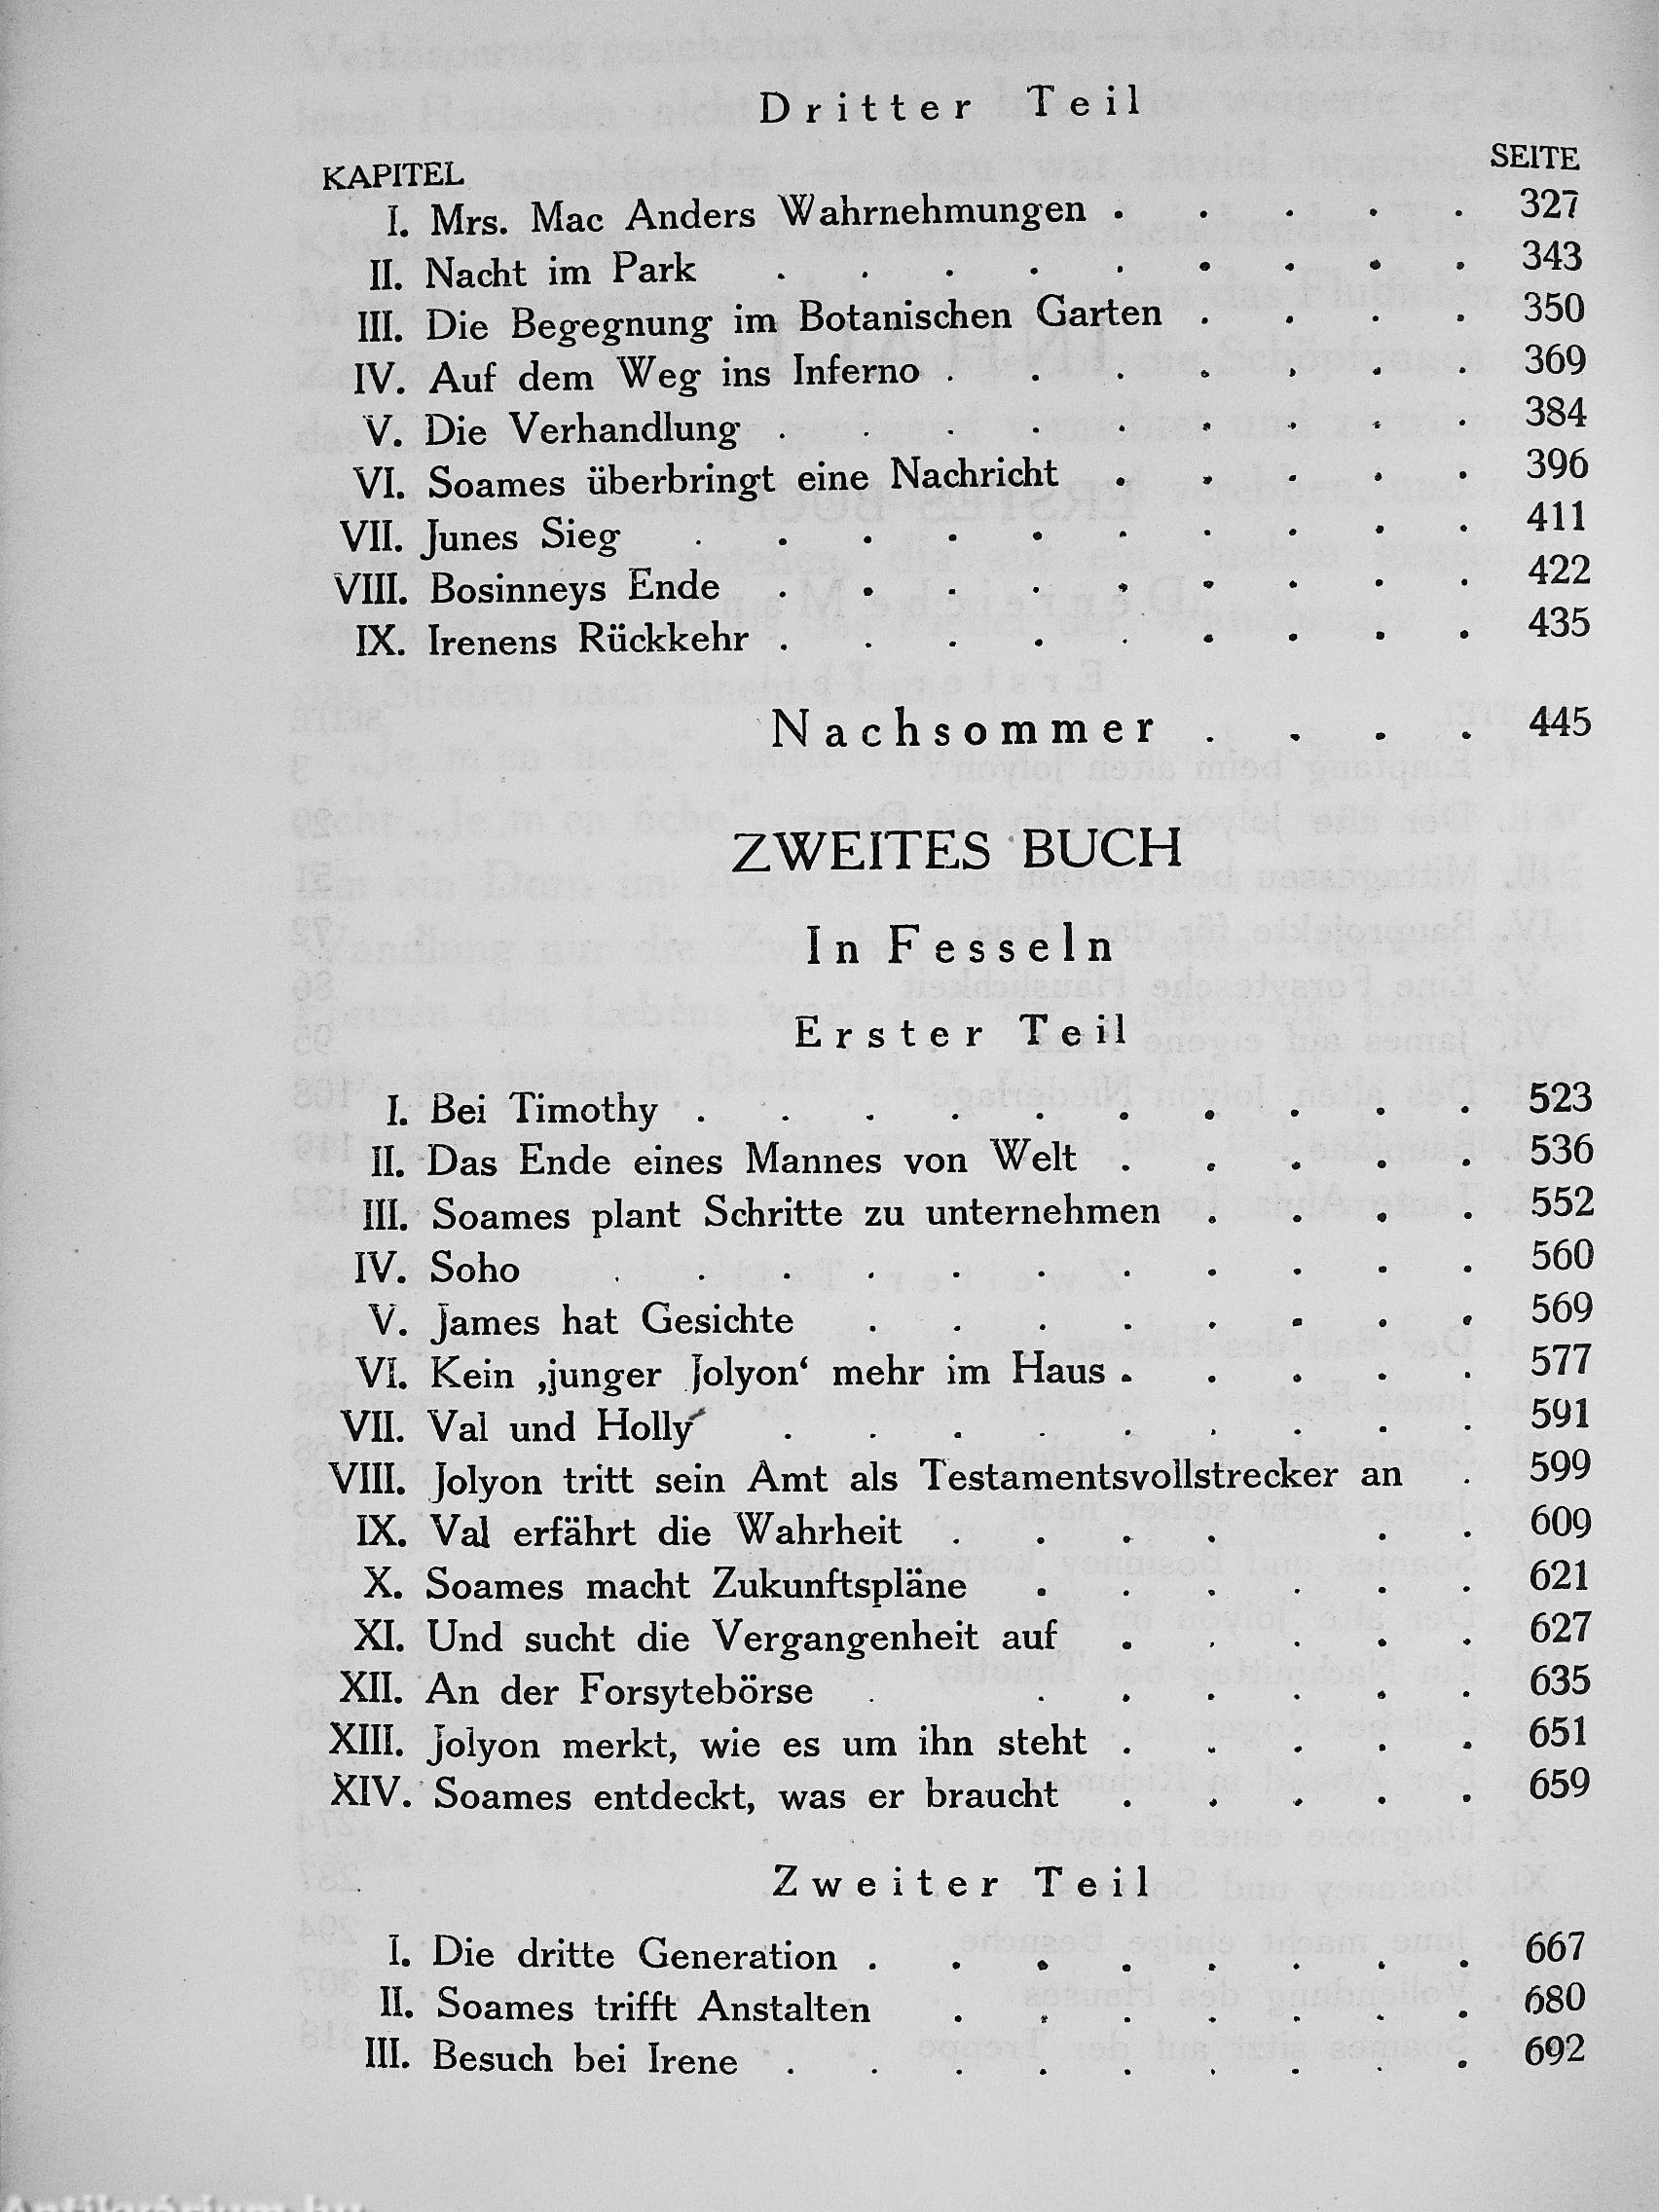 Dritter Teil
KAPITEL SEITE
I. Mrs. Mac Anders Wahrnehmungen . . . . . 327
II. Nacht im Park . . . . . . . . . 343
III. Die Begegnung im Botanischen Garten . . . . 350
IV. Auf dem Weg ins Inferno . . . . . . . 369
V. Die Verhandlung . . . . . . . . . 384
VI. Soames überbringt eine Nachricht . . . . . 396
VII. Junes Sieg . . . . . . . . . . 411
VIII. Bosinneys Ende . . . . . . . . . 422
IX. Irenens Rückkehr . . . . . . . . . 435
Nachsommer . . . . 445
ZWEITES BUCH
In Fesseln
Erster Teil
I. Bei Timothy . . . . . . . . . . 523
II. Das Ende eines Mannes von Welt . . . . . 536
III. Soames plant Schritte zu unternehmen . . . . 552
IV. Soho . . . . . . . . . . . 560
V. James hat Gesichte . . . . . . . . 569
VI. Kein ‚junger Jolyon‘ mehr im Haus . . . . . 577
VII. Val und Holly . . . . . . . . . 591
VIII. Jolyon tritt sein Amt als Testamentsvollstrecker an . 599
IX. Val erfährt die Wahrheit . . . . . . 609
X. Soames macht Zukunftspläne . . . . . . 621
XI. Und sucht die Vergangenheit auf . . . . . 627
XII. An der Forsytebörse . . . . . . . 635
XIII. Jolyon merkt, wie es um ihn steht . . . . . 651
XIV. Soames entdeckt, was er braucht . . . . . 659
Zweiter Teil
I. Die dritte Generation . . . . . . . . 667
II. Soames trifft Anstalten . . . . . . . 680
III. Besuch bei Irene . . . . . . . . . 692